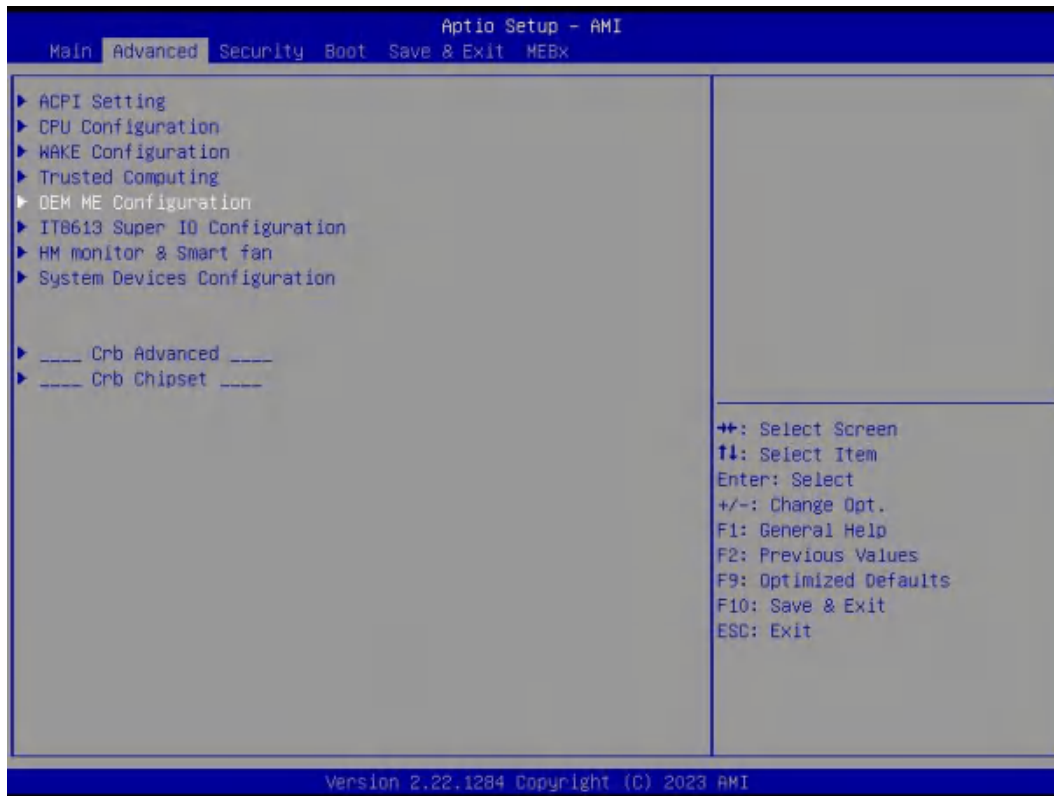 Aptio Setup - AMI
Main Advanced Security Boot Save & Exit MEBx
▶ ACPI Setting
▶ CPU Configuration
▶ WAKE Configuration
▶ Trusted Computing
▶ OEM ME Configuration
▶ IT8613 Super IO Configuration
▶ HM monitor & Smart fan
▶ System Devices Configuration
▶ ____ Crb Advanced ____
▶ ____ Crb Chipset ____
→←: Select Screen
↑↓: Select Item
Enter: Select
+/-: Change Opt.
F1: General Help
F2: Previous Values
F9: Optimized Defaults
F10: Save & Exit
ESC: Exit
Version 2.22.1284 Copyright (C) 2023 AMI